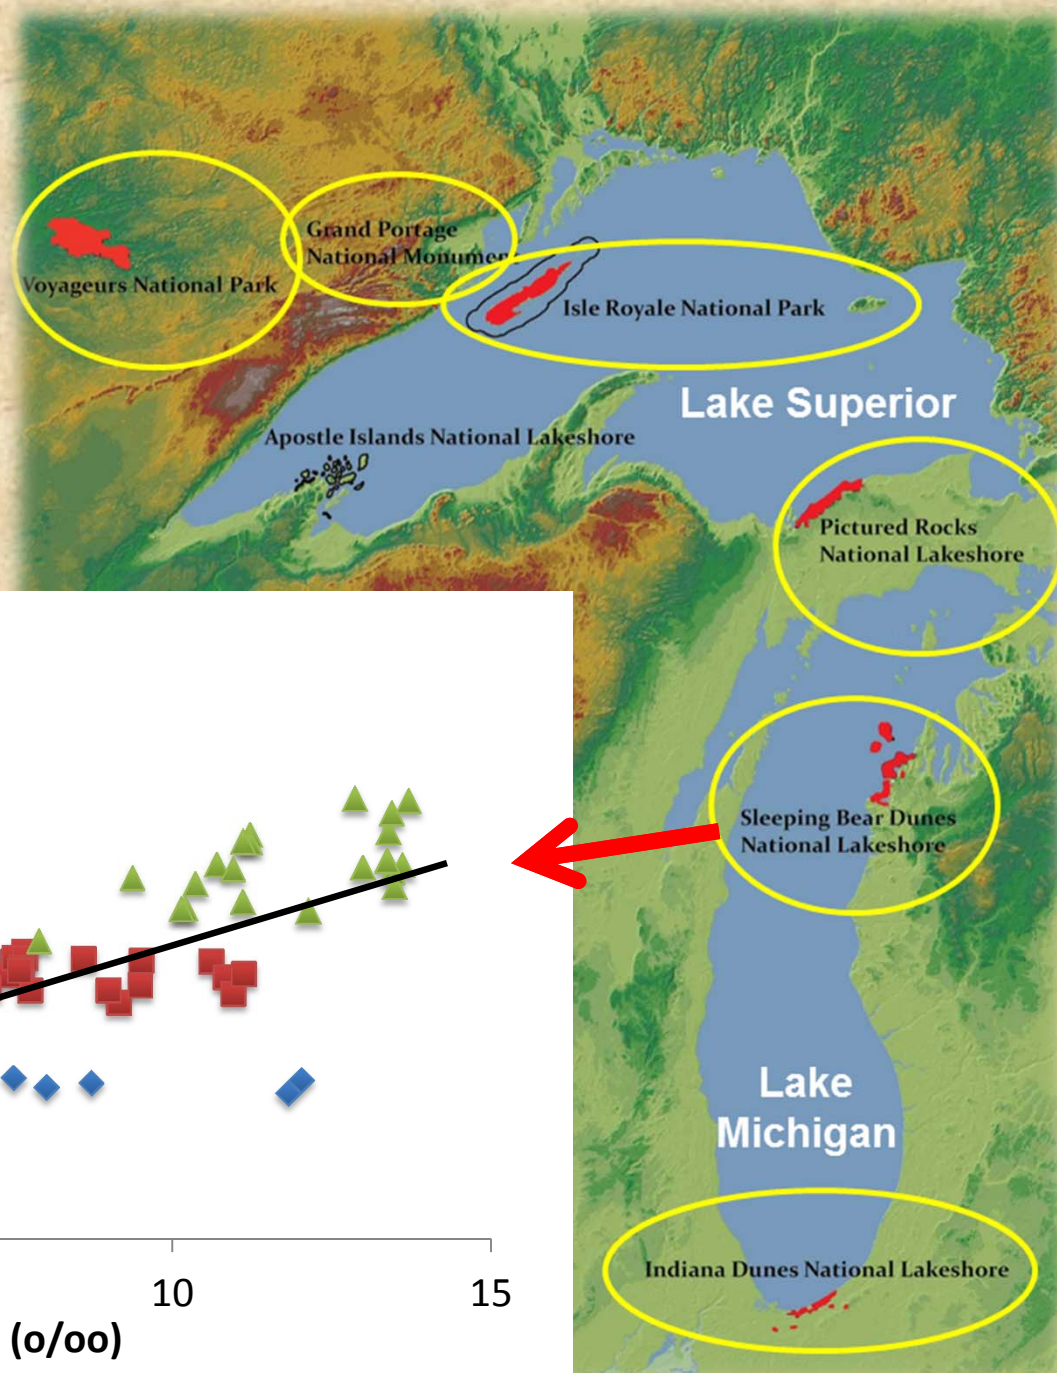 Grand Portage
National Monumen
Voyageurs National Park
Isle Royale National Park
Lake Superior
Apostle Islands National Lakeshore
Pictured Rocks
National Lakeshore
Sleeping Bear Dunes
National Lakeshore
Lake
Michigan
Indiana Dunes National Lakeshore
10 15
(o/oo)